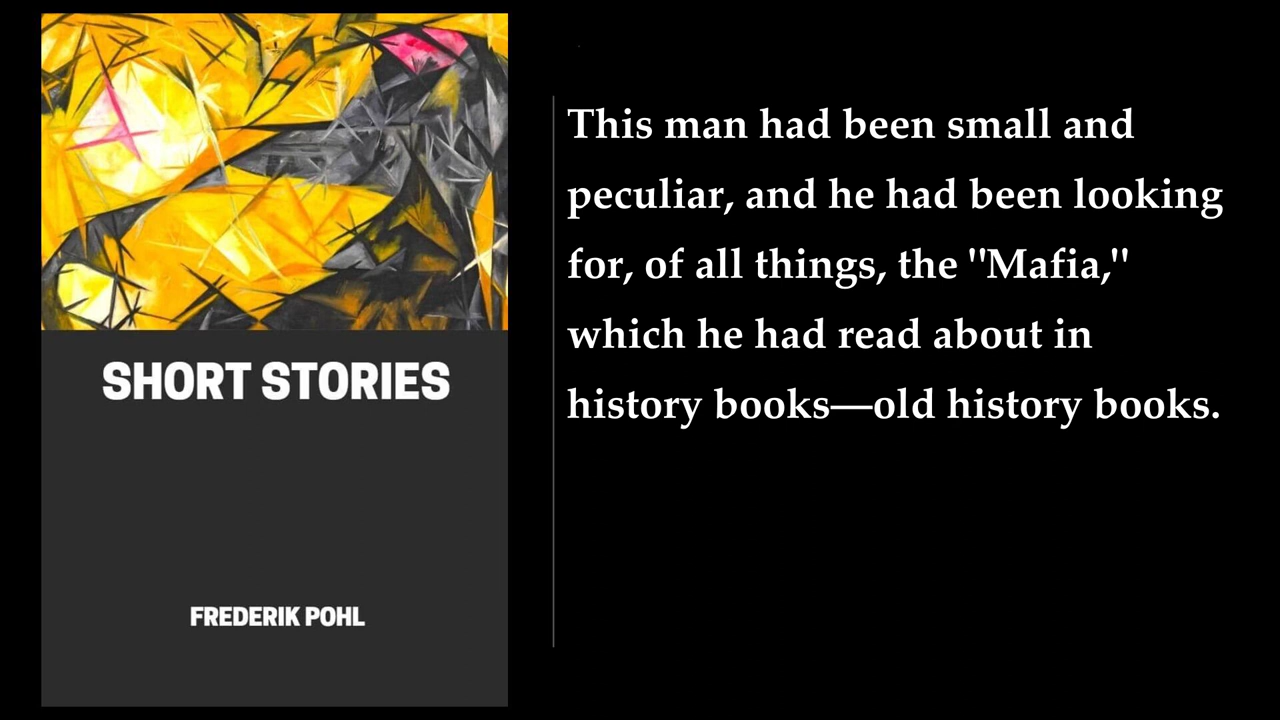 SHORT STORIES
FREDERIK POHL
This man had been small and
peculiar, and he had been looking
for, of all things, the "Mafia,"
which he had read about in
history books—old history books.